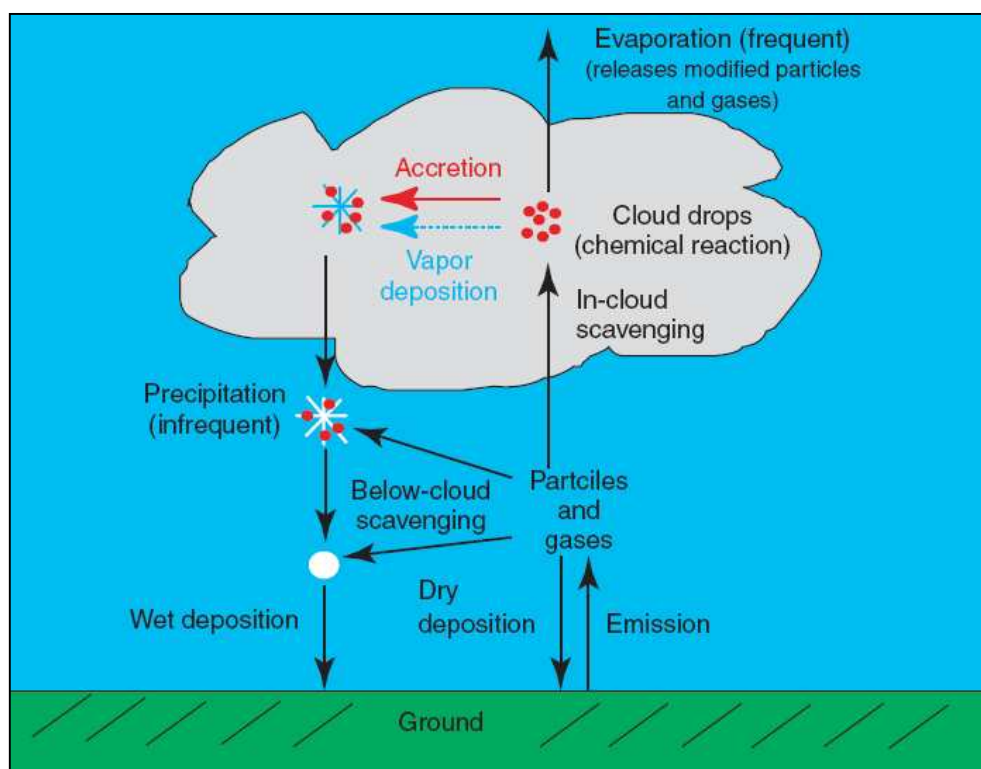 Evaporation (frequent)
(releases modified particles
and gases)
Accretion
Cloud drops
(chemical reaction)
Vapor
deposition
In-cloud
scavenging
Precipitation
(infrequent)
Below-cloud
scavenging
Partciles
and
gases
Wet deposition
Dry
deposition
Emission
Ground